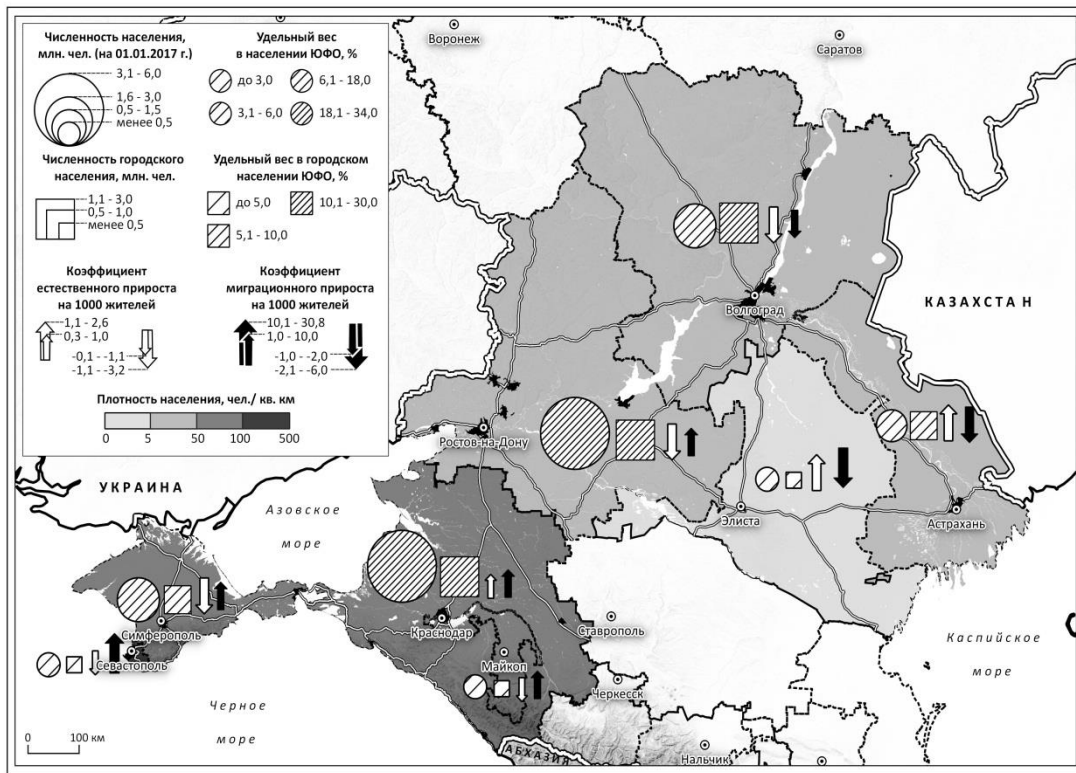 Численность населения,
млн. чел. (на 01.01.2017 г.)
3,1 - 6,0
1,6 - 3,0
0,5 - 1,5
менее 0,5
Удельный вес
в населении ЮФО, %
до 3,0
6,1 - 18,0
3,1 - 6,0
18,1 - 34,0
Численность городского
населения, млн. чел.
1,1 - 3,0
0,5 - 1,0
менее 0,5
Удельный вес в городском
населении ЮФО, %
до 5,0
10,1 - 30,0
5,1 - 10,0
Коэффициент
естественного прироста
на 1000 жителей
1,1 - 2,6
0,3 - 1,0
-0,1 - -1,1
-1,1 - -3,2
Коэффициент
миграционного прироста
на 1000 жителей
10,1 - 30,8
1,0 - 10,0
-1,0 - -2,0
-2,1 - -6,0
Плотность населения, чел./ кв. км
0 5 50 100 500
Воронеж
Саратов
Волгоград
КАЗАХСТАН
Ростов-на-Дону
УКРАИНА
Азовское
море
Элиста
Астрахань
Симферополь
Севастополь
Краснодар
Майкоп
Ставрополь
Черкесск
Каспийское
море
Черное
море
АБХАЗИЯ
Нальчик
0 100 км